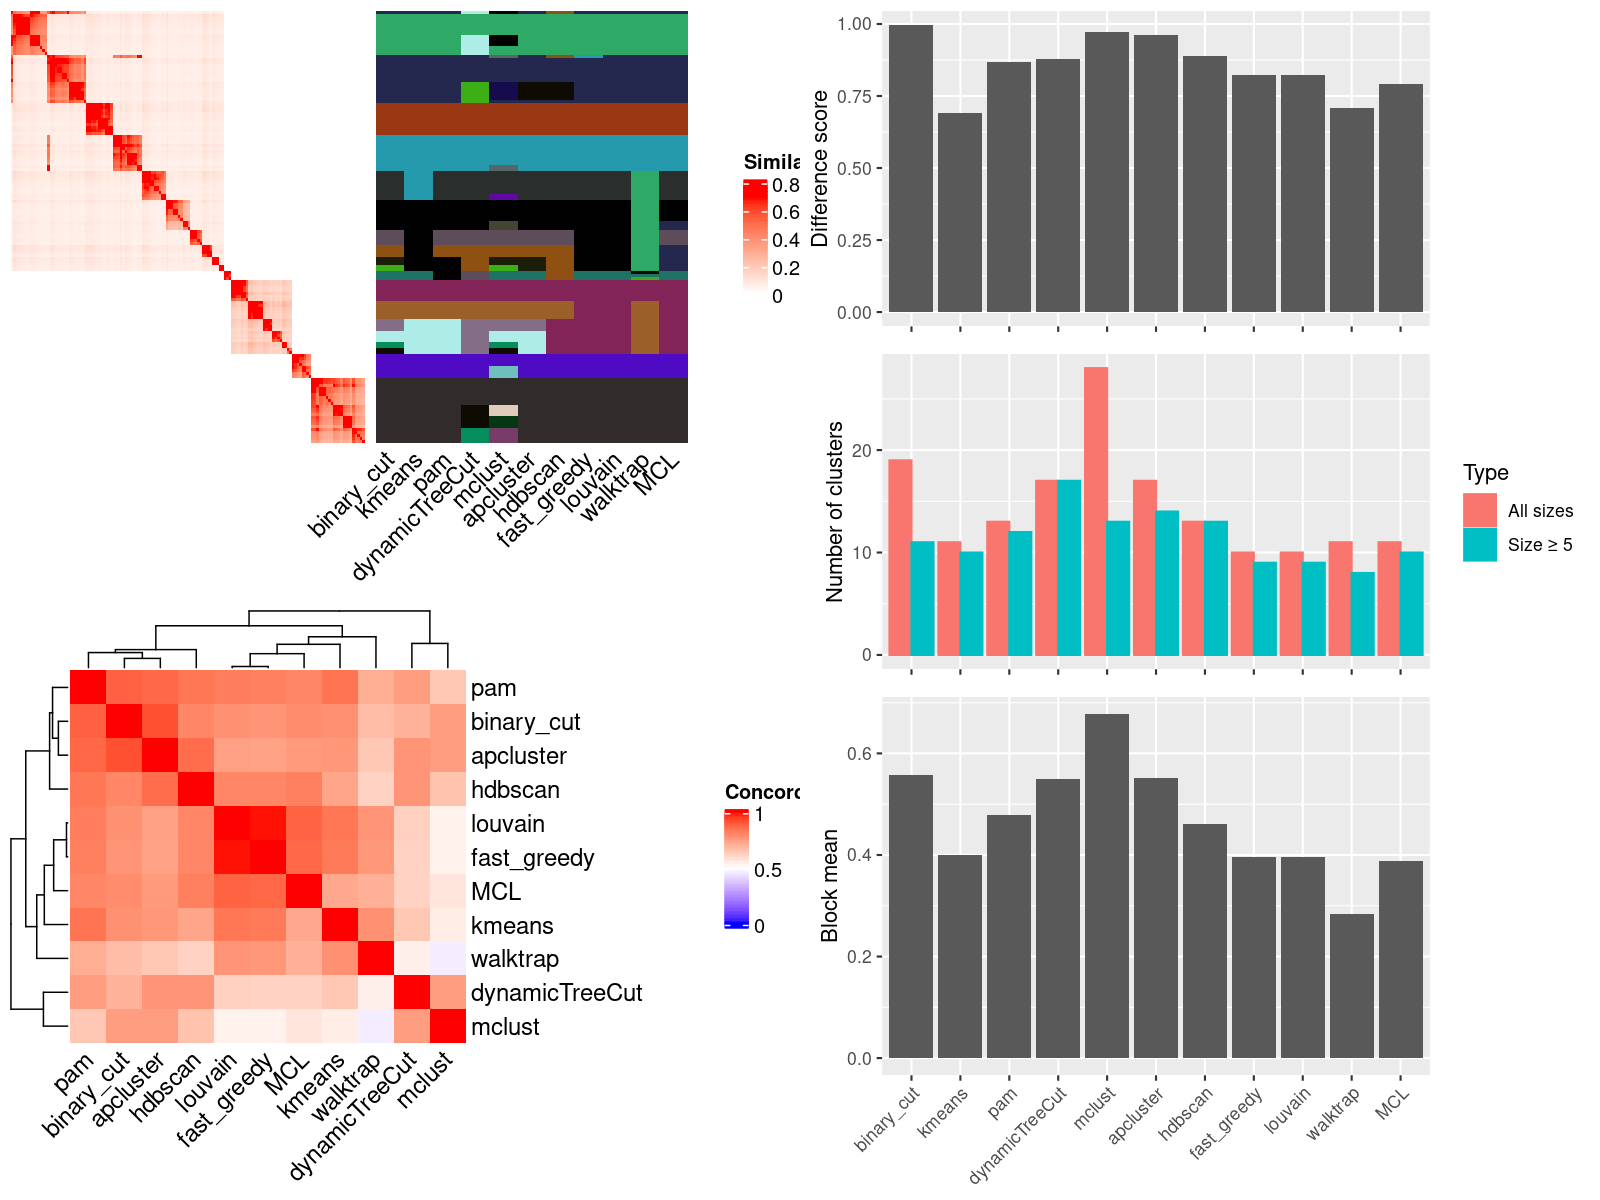 Simila
0.8
0.6
0.4
0.2
0
binary_cut
kmeans
pam
dynamicTreeCut
mclust
apcluster
hdbscan
fast_greedy
louvain
walktrap
MCL
pam
binary_cut
apcluster
hdbscan
louvain
fast_greedy
MCL
kmeans
walktrap
dynamicTreeCut
mclust
Concord
1
0.5
0
pam
binary_cut
apcluster
hdbscan
louvain
fast_greedy
MCL
kmeans
walktrap
dynamicTreeCut
mclust
Difference score
1.00
0.75
0.50
0.25
0.00
Number of clusters
20
10
0
Type
All sizes
Size ≥ 5
Block mean
0.6
0.4
0.2
0.0
binary_cut
kmeans
pam
dynamicTreeCut
mclust
apcluster
hdbscan
fast_greedy
louvain
walktrap
MCL